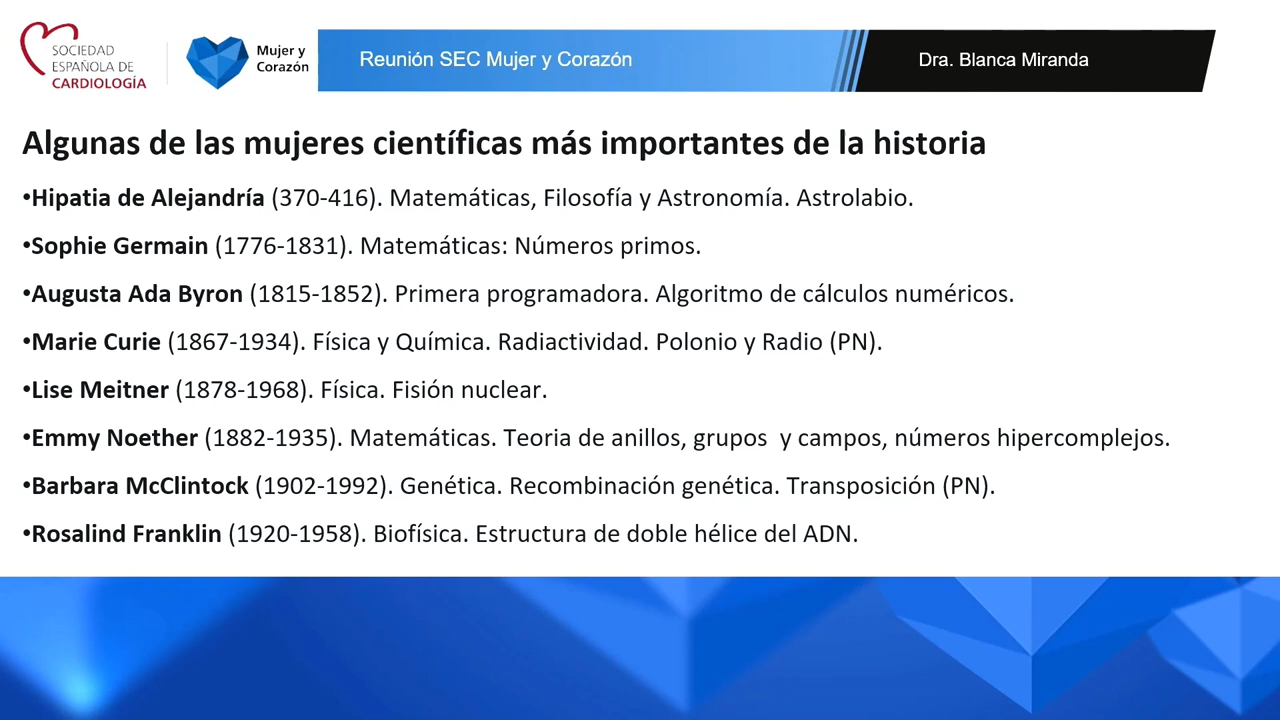 SOCIEDAD
ESPAÑOLA DE
CARDIOLOGÍA
Mujer y
Corazón
Reunión SEC Mujer y Corazón
Dra. Blanca Miranda
Algunas de las mujeres científicas más importantes de la historia
•Hipatia de Alejandría (370-416). Matemáticas, Filosofía y Astronomía. Astrolabio.
•Sophie Germain (1776-1831). Matemáticas: Números primos.
•Augusta Ada Byron (1815-1852). Primera programadora. Algoritmo de cálculos numéricos.
•Marie Curie (1867-1934). Física y Química. Radiactividad. Polonio y Radio (PN).
•Lise Meitner (1878-1968). Física. Fisión nuclear.
•Emmy Noether (1882-1935). Matemáticas. Teoria de anillos, grupos  y campos, números hipercomplejos.
•Barbara McClintock (1902-1992). Genética. Recombinación genética. Transposición (PN).
•Rosalind Franklin (1920-1958). Biofísica. Estructura de doble hélice del ADN.